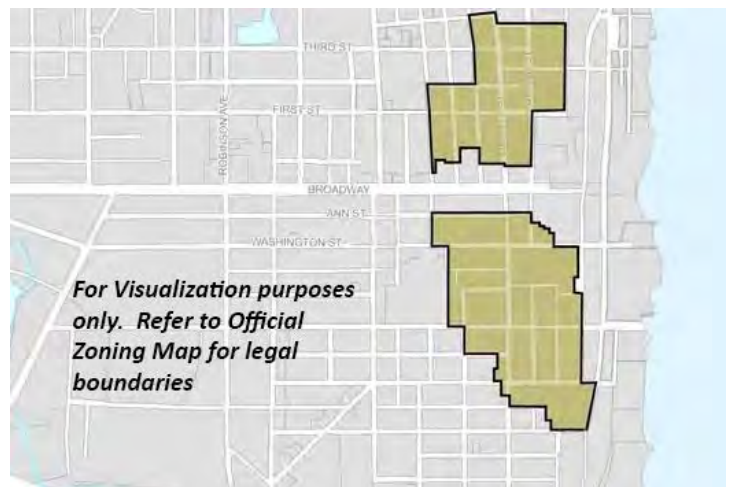 THIRD ST
FIRST ST
ROBINSON AVE
BROADWAY
ANN ST
WASHINGTON ST
For Visualization purposes
only. Refer to Official
Zoning Map for legal
boundaries